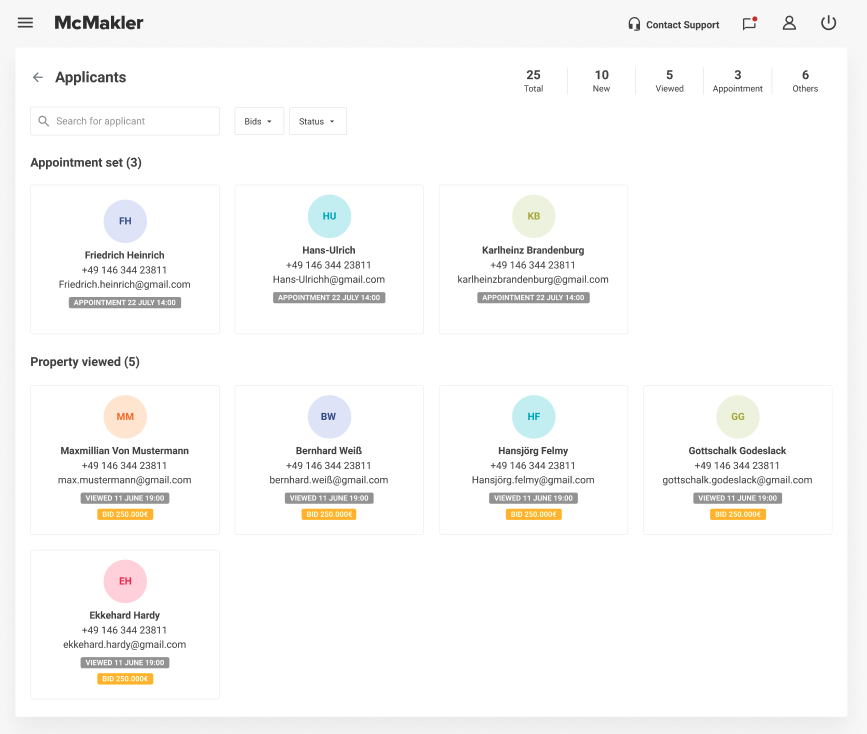 McMakler
Contact Support
Applicants
25
Total
10
New
5
Viewed
3
Appointment
6
Others
Search for applicant
Bids
Status
Appointment set (3)
FH
Friedrich Heinrich
+49 146 344 23811
Friedrich.heinrich@gmail.com
APPOINTMENT 22 JULY 14:00
HU
Hans-Ulrich
+49 146 344 23811
Hans-Ulrichh@gmail.com
APPOINTMENT 22 JULY 14:00
KB
Karlheinz Brandenburg
+49 146 344 23811
karlheinzbrandenburg@gmail.com
APPOINTMENT 22 JULY 14:00
Property viewed (5)
MM
Maxmillian Von Mustermann
+49 146 344 23811
max.mustermann@gmail.com
VIEWED 11 JUNE 19:00
BID 250.000€
BW
Bernhard Weiß
+49 146 344 23811
bernhard.weiß@gmail.com
VIEWED 11 JUNE 19:00
BID 250.000€
HF
Hansjörg Felmy
+49 146 344 23811
Hansjörg.felmy@gmail.com
VIEWED 11 JUNE 19:00
BID 250.000€
GG
Gottschalk Godeslack
+49 146 344 23811
gottschalk.godeslack@gmail.com
VIEWED 11 JUNE 19:00
BID 250.000€
EH
Ekkehard Hardy
+49 146 344 23811
ekkehard.hardy@gmail.com
VIEWED 11 JUNE 19:00
BID 250.000€